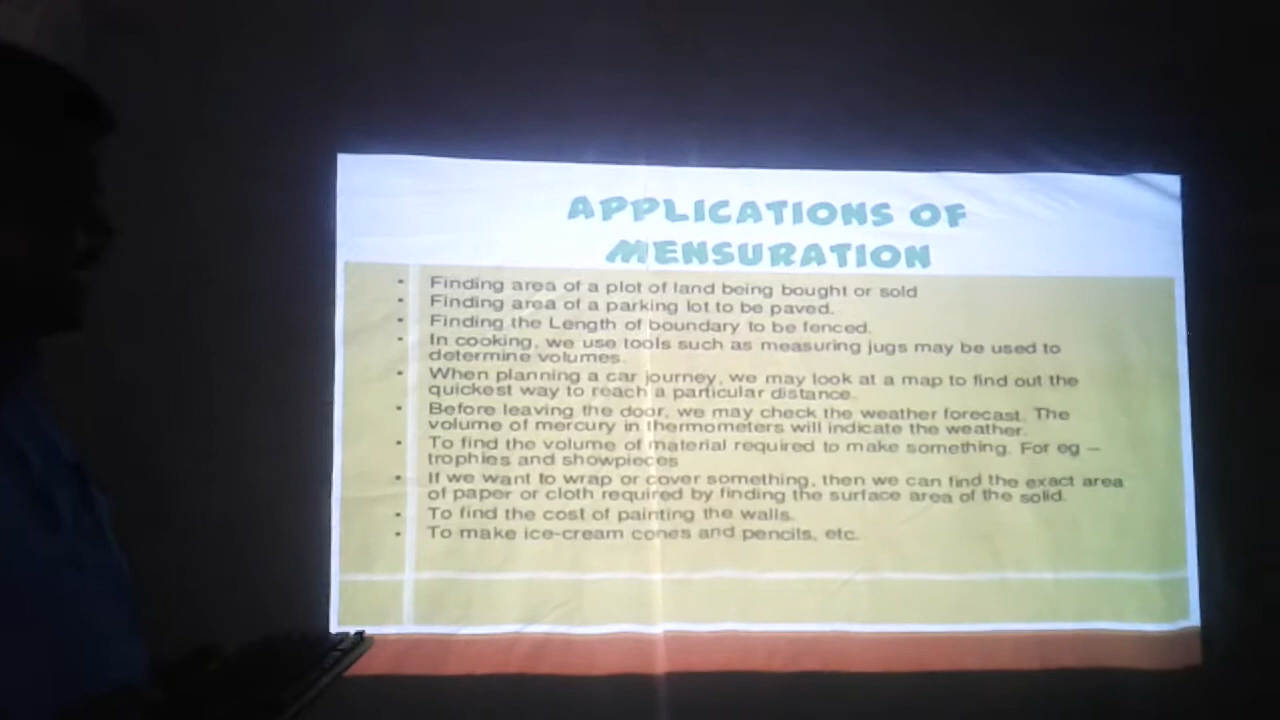 APPLICATIONS OF
MENSURATION
• Finding area of a plot of land being bought or sold
• Finding area of a parking lot to be paved.
• Finding the Length of boundary to be fenced.
• In cooking, we use tools such as measuring jugs may be used to
determine volumes.
• When planning a car journey, we may look at a map to find out the
quickest way to reach a particular distance.
• Before leaving the door, we may check the weather forecast. The
volume of mercury in thermometers will indicate the weather.
• To find the volume of material required to make something. For eg –
trophies and showpieces
• If we want to wrap or cover something, then we can find the exact area
of paper or cloth required by finding the surface area of the solid.
• To find the cost of painting the walls.
• To make ice-cream cones and pencils, etc.